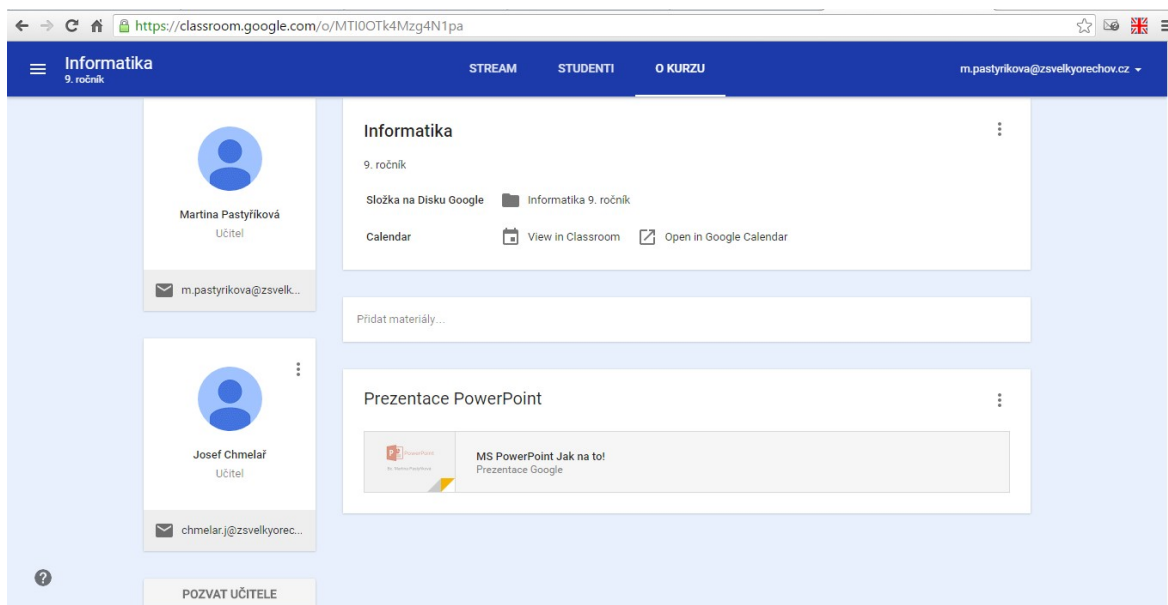 https://classroom.google.com/o/MTI0OTk4Mzg4N1pa
Informatika
9. ročník
STREAM STUDENTI O KURZU
m.pastyrikova@zsvelkyorechov.cz
Martina Pastyříková
Učitel
m.pastyrikova@zsvelk...
Josef Chmelař
Učitel
chmelar.j@zsvelkyorec...
POZVAT UČITELE
Informatika
9. ročník
Složka na Disku Google Informatika 9. ročník
Calendar View in Classroom Open in Google Calendar
Přidat materiály...
Prezentace PowerPoint
PowerPoint
MS PowerPoint Jak na to!
Prezentace Google